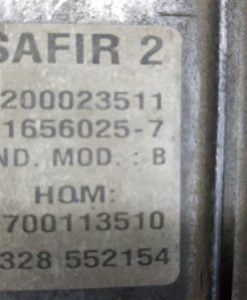 SAFIR 2
200023511
1656025-7
ND. MOD. : B
HOM:
700113510
328 552154